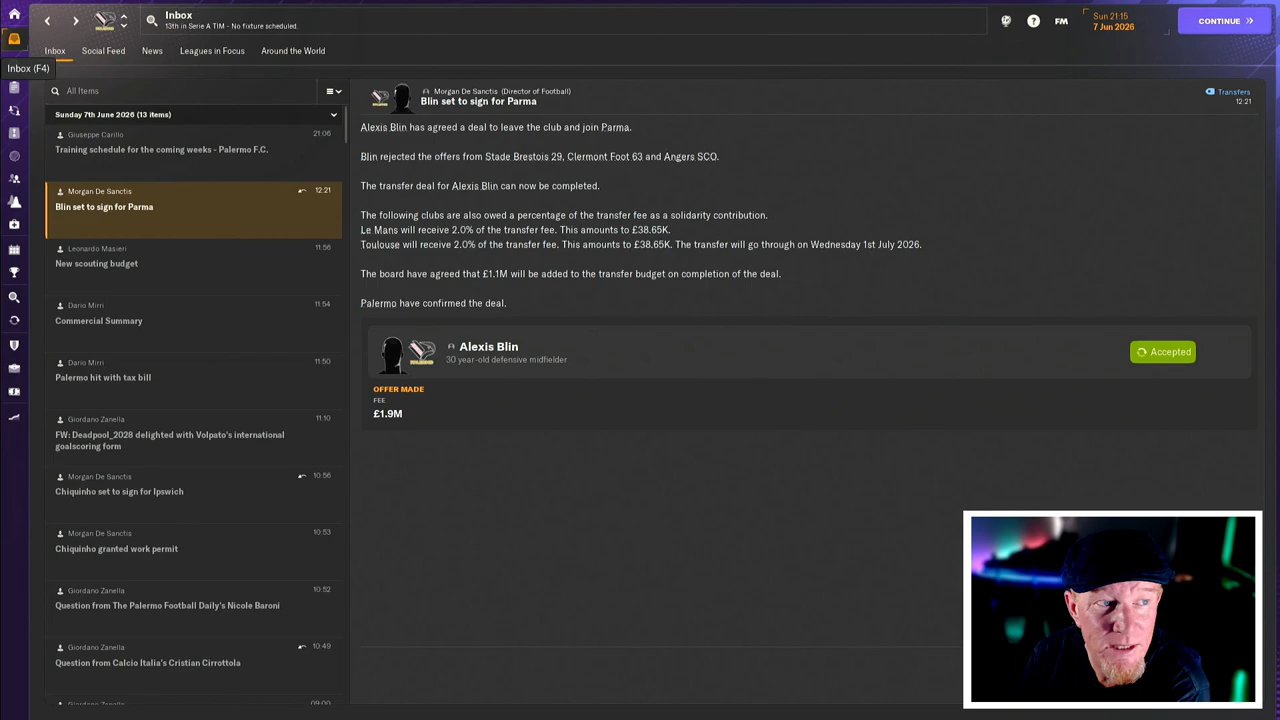 Inbox
13th in Serie A TIM - No fixture scheduled.
FM
Sun 21:15
7 Jun 2026
CONTINUE
Inbox
Social Feed
News
Leagues in Focus
Around the World
Inbox (F4)
All Items
Sunday 7th June 2026 (13 items)
Giuseppe Carillo
21:06
Training schedule for the coming weeks - Palermo F.C.
Morgan De Sanctis
12:21
Blin set to sign for Parma
Leonardo Masieri
11:56
New scouting budget
Dario Mirri
11:54
Commercial Summary
Dario Mirri
11:50
Palermo hit with tax bill
Giordano Zanella
11:10
FW: Deadpool_2028 delighted with Volpato's international
goalscoring form
Morgan De Sanctis
10:56
Chiquinho set to sign for Ipswich
Morgan De Sanctis
10:53
Chiquinho granted work permit
Giordano Zanella
10:52
Question from The Palermo Football Daily's Nicole Baroni
Giordano Zanella
10:49
Question from Calcio Italia's Cristian Cirrottola
Giordano Zanella
09:00
Morgan De Sanctis (Director of Football)
Blin set to sign for Parma
Transfers
12:21
Alexis Blin has agreed a deal to leave the club and join Parma.
Blin rejected the offers from Stade Brestois 29, Clermont Foot 63 and Angers SCO.
The transfer deal for Alexis Blin can now be completed.
The following clubs are also owed a percentage of the transfer fee as a solidarity contribution.
Le Mans will receive 2.0% of the transfer fee. This amounts to £38.65K.
Toulouse will receive 2.0% of the transfer fee. This amounts to £38.65K. The transfer will go through on Wednesday 1st July 2026.
The board have agreed that £1.1M will be added to the transfer budget on completion of the deal.
Palermo have confirmed the deal.
Alexis Blin
30 year-old defensive midfielder
Accepted
OFFER MADE
FEE
£1.9M